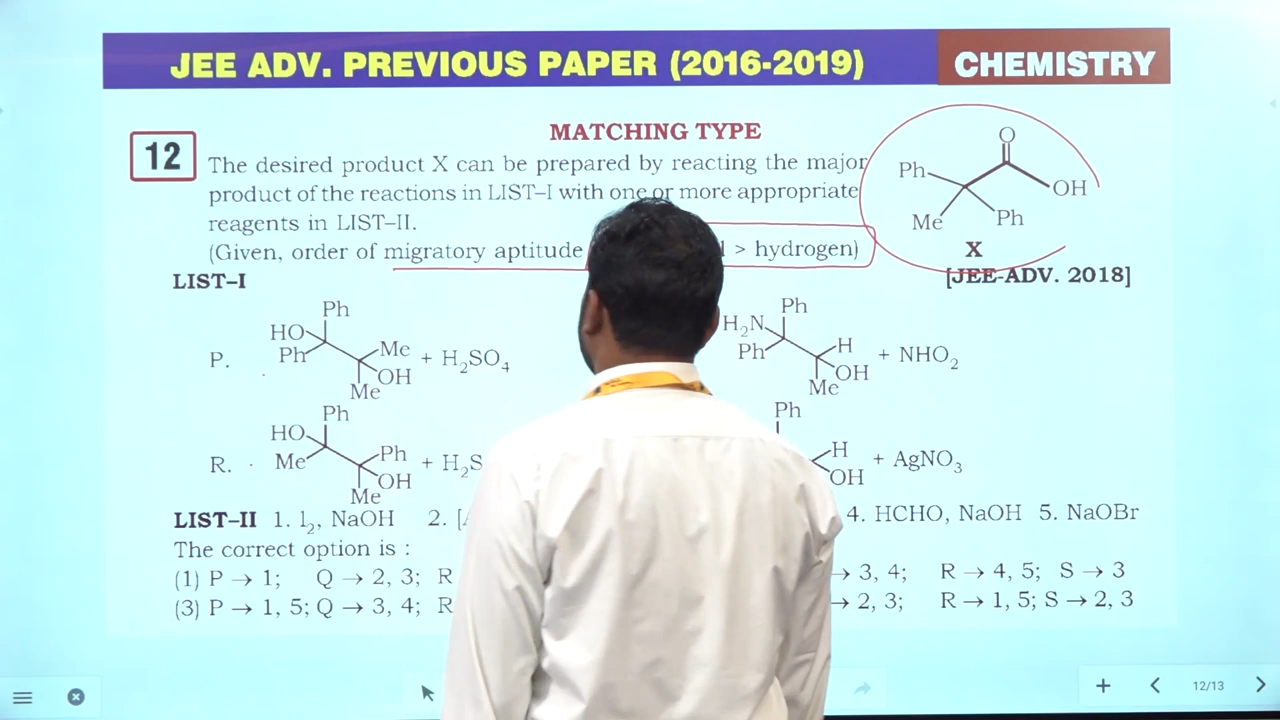 JEE ADV. PREVIOUS PAPER (2016-2019) CHEMISTRY
MATCHING TYPE
12
The desired product X can be prepared by reacting the major
product of the reactions in LIST–I with one or more appropriate
reagents in LIST–II.
(Given, order of migratory aptitude > hydrogen)
O
Ph
OH
Me Ph
X
[JEE-ADV. 2018]
LIST–I
P.
Ph
HO
Ph Me + H₂SO₄
OH
Me
Ph
H₂N
Ph H + NHO₂
OH
Me
R.
Ph
HO
Me Ph + H₂S
OH
Me
Ph
H + AgNO₃
OH
LIST–II 1. I₂, NaOH 2. [ 4. HCHO, NaOH 5. NaOBr
The correct option is :
(1) P → 1; Q → 2, 3; R → 3, 4; R → 4, 5; S → 3
(3) P → 1, 5; Q → 3, 4; R → 2, 3; R → 1, 5; S → 2, 3
12/13